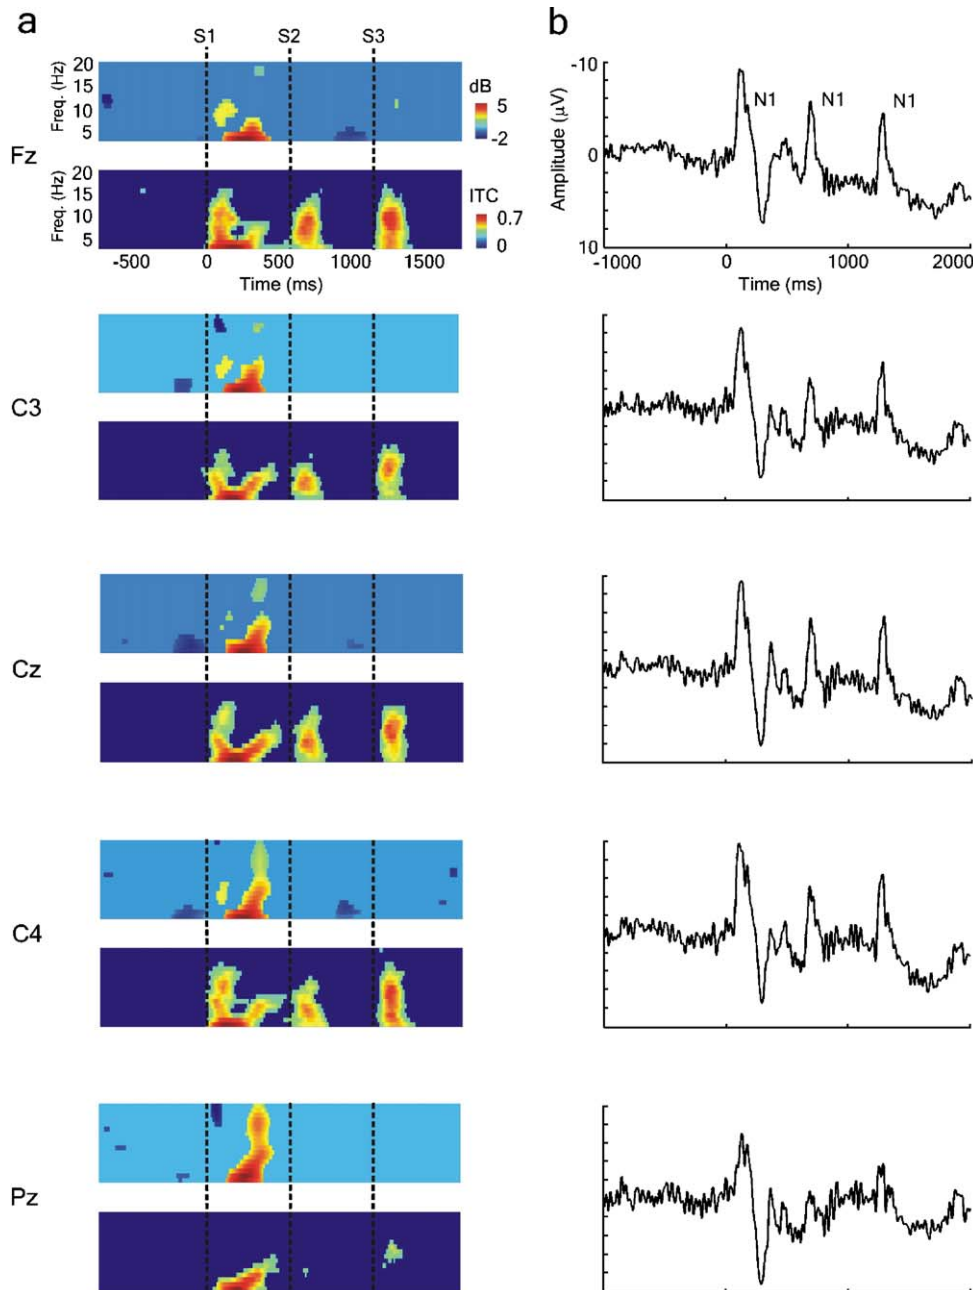 a
b
S1 S2 S3
Fz
Freq. (Hz)
20
15
10
5
dB
5
-2
Freq. (Hz)
20
15
10
5
ITC
0.7
0
-500 0 500 1000 1500
Time (ms)
Amplitude (μV)
-10
0
10
N1 N1 N1
-1000 0 1000 2000
Time (ms)
C3
Cz
C4
Pz